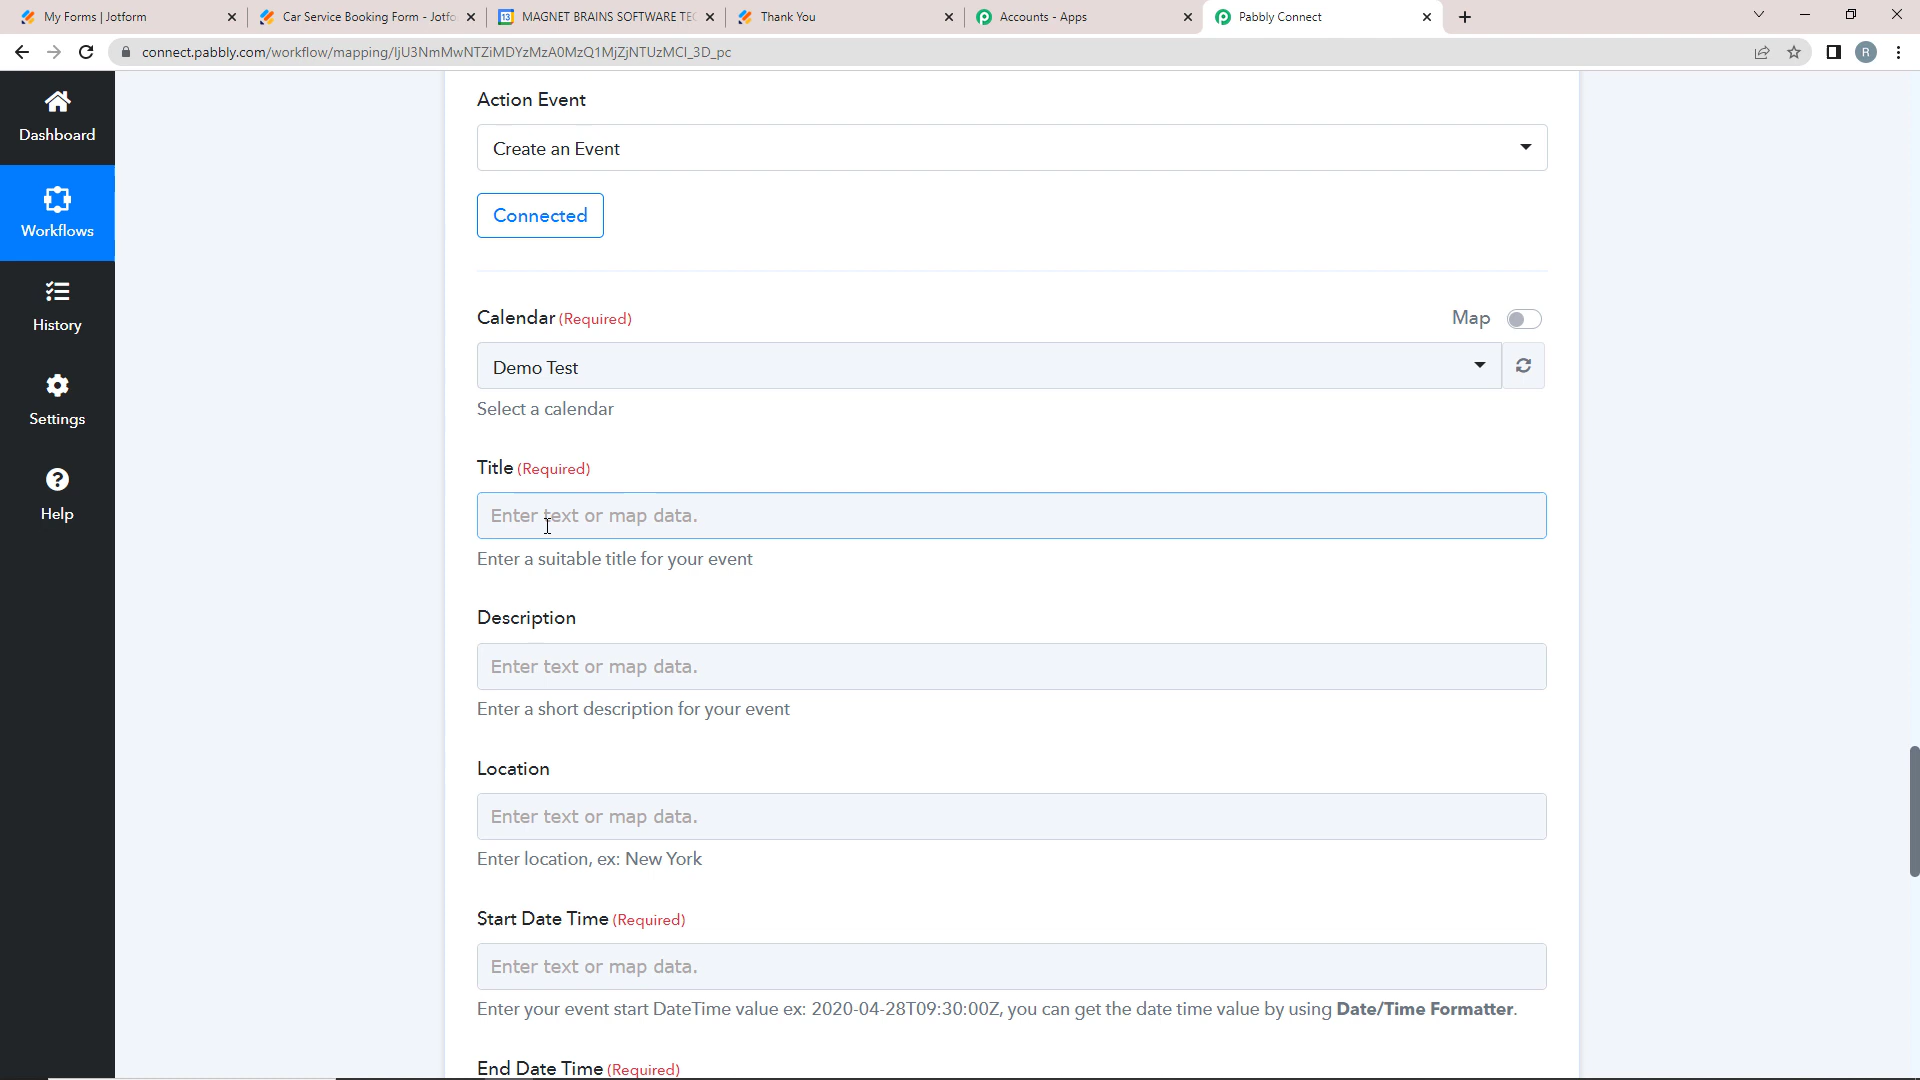 My Forms | Jotform
Car Service Booking Form - Jotfo
MAGNET BRAINS SOFTWARE TEC
Thank You
Accounts - Apps
Pabbly Connect
connect.pabbly.com/workflow/mapping/IjU3NmMwNTZiMDYzMzA0MzQ1MjZjNTUzMCI_3D_pc
R
Dashboard
Workflows
History
Settings
Help
Action Event
Create an Event
Connected
Calendar (Required)
Map
Demo Test
Select a calendar
Title (Required)
Enter text or map data.
Enter a suitable title for your event
Description
Enter text or map data.
Enter a short description for your event
Location
Enter text or map data.
Enter location, ex: New York
Start Date Time (Required)
Enter text or map data.
Enter your event start DateTime value ex: 2020-04-28T09:30:00Z, you can get the date time value by using Date/Time Formatter.
End Date Time (Required)